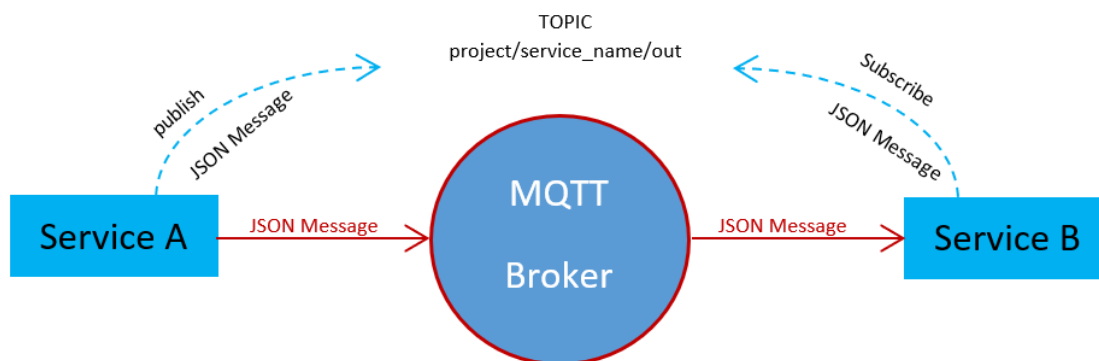 TOPIC
project/service_name/out
publish
JSON Message
Subscribe
JSON Message
Service A
JSON Message
MQTT
Broker
JSON Message
Service B